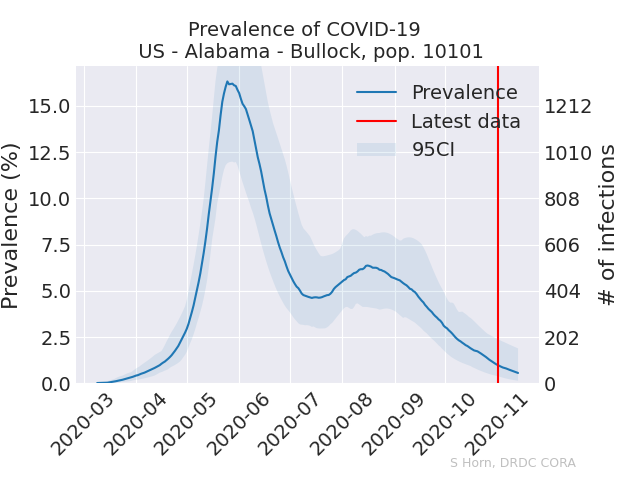 Prevalence of COVID-19
US - Alabama - Bullock, pop. 10101
Prevalence (%)
15.0
12.5
10.0
7.5
5.0
2.5
0.0
Prevalence
Latest data
95CI
1212
1010
808
606
404
202
0
# of infections
2020-03
2020-04
2020-05
2020-06
2020-07
2020-08
2020-09
2020-10
2020-11
S Horn, DRDC CORA